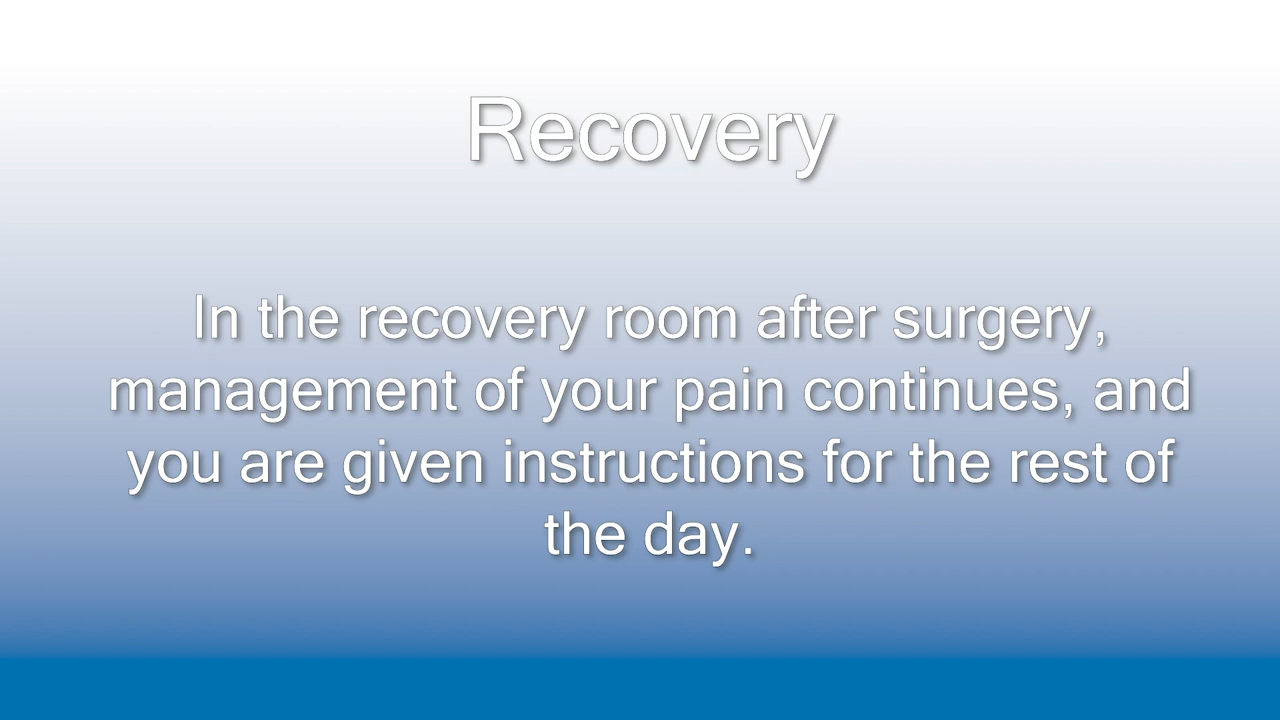 Recovery
In the recovery room after surgery,
management of your pain continues, and
you are given instructions for the rest of
the day.